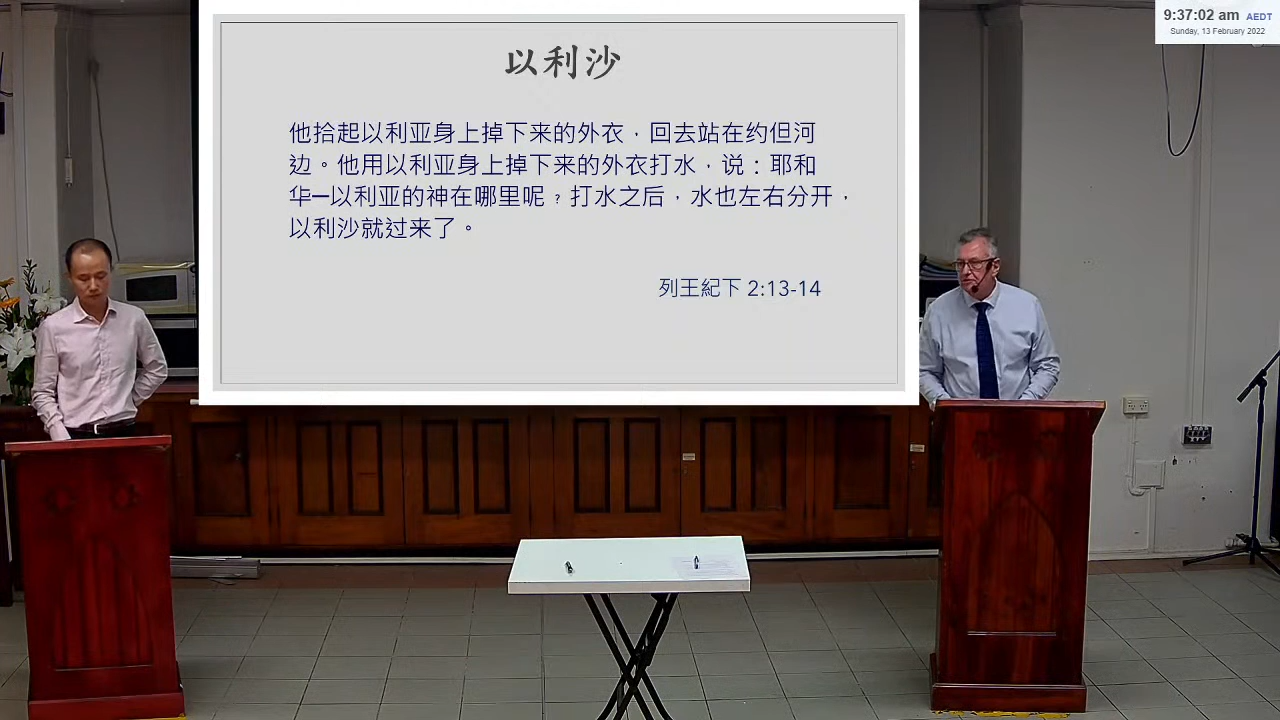 9:37:02 am AEDT
Sunday, 13 February 2022
以利沙
他拾起以利亚身上掉下来的外衣，回去站在约但河
边。他用以利亚身上掉下来的外衣打水，说：耶和
华─以利亚的神在哪里呢﹖打水之后，水也左右分开，
以利沙就过来了。
列王紀下 2:13-14